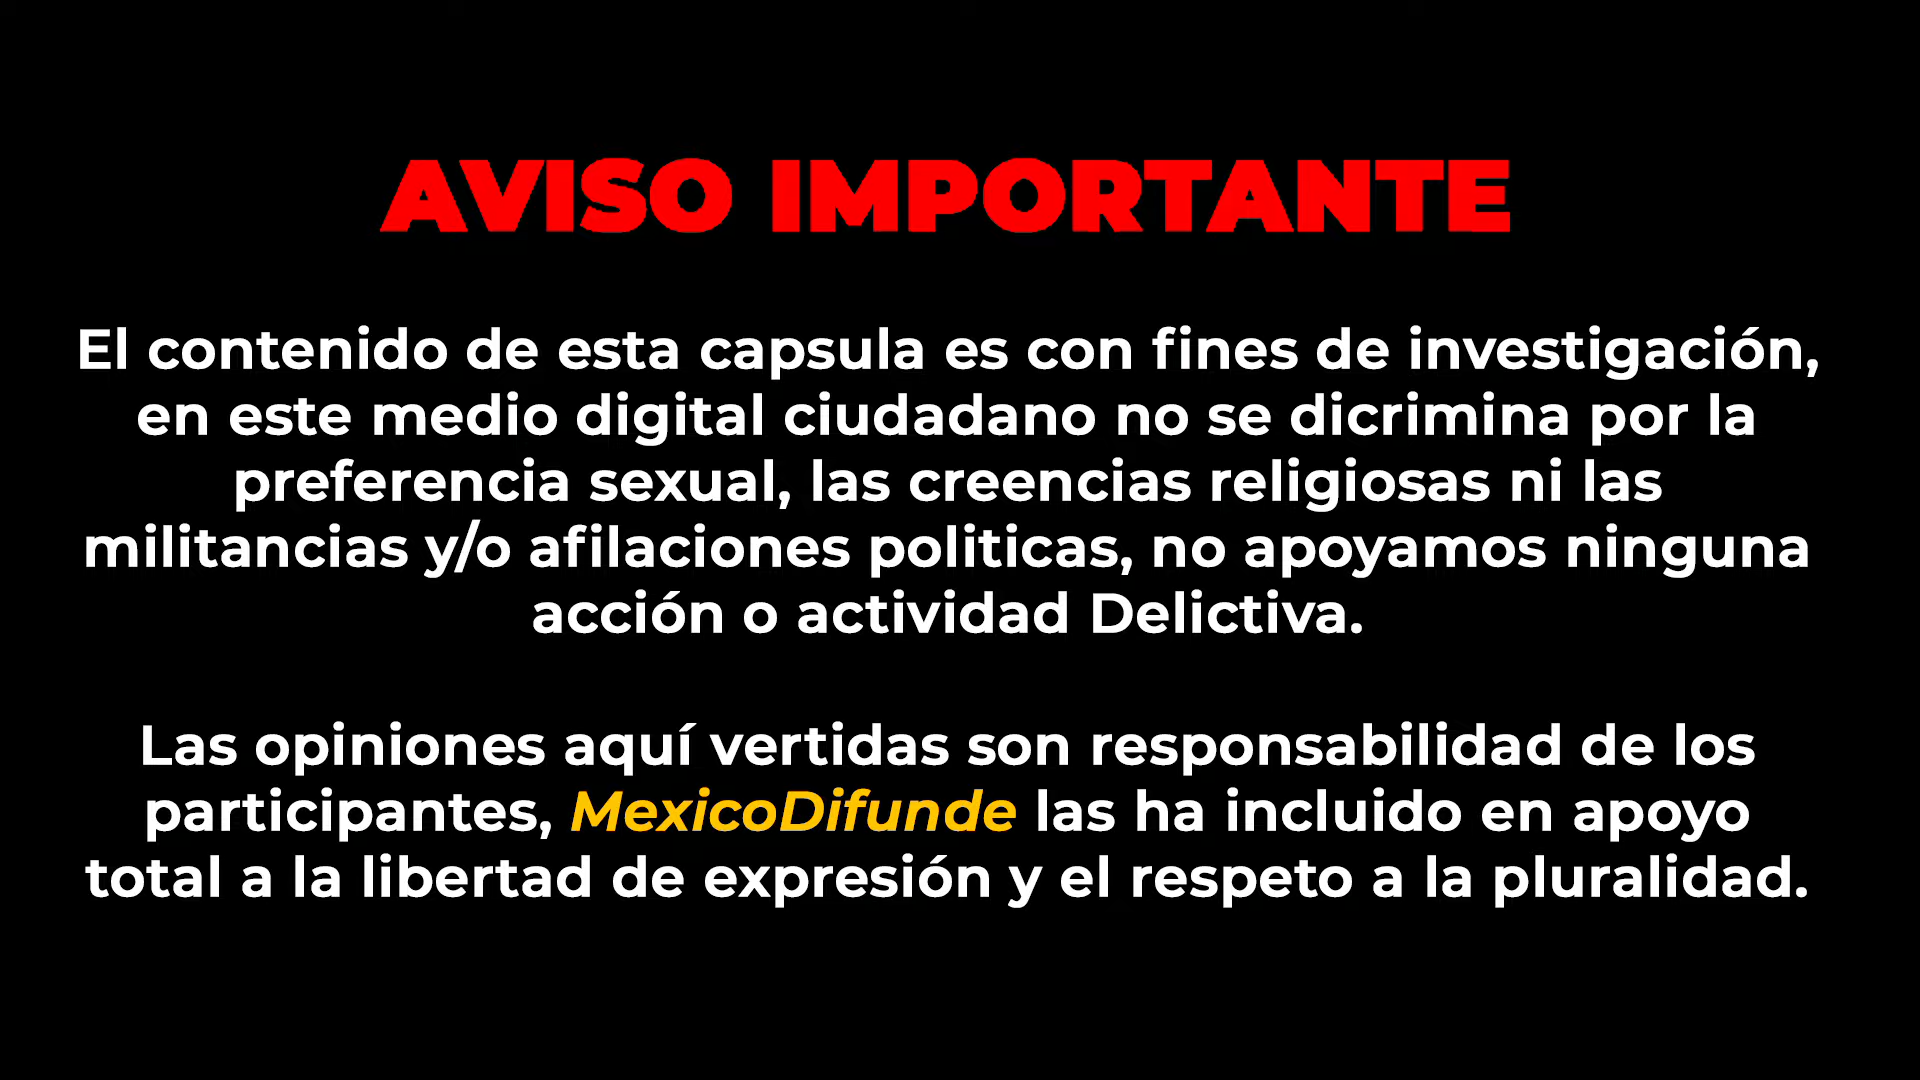 AVISO IMPORTANTE
El contenido de esta capsula es con fines de investigación,
en este medio digital ciudadano no se dicrimina por la
preferencia sexual, las creencias religiosas ni las
militancias y/o afilaciones politicas, no apoyamos ninguna
acción o actividad Delictiva.
Las opiniones aquí vertidas son responsabilidad de los
participantes, MexicoDifunde las ha incluido en apoyo
total a la libertad de expresión y el respeto a la pluralidad.